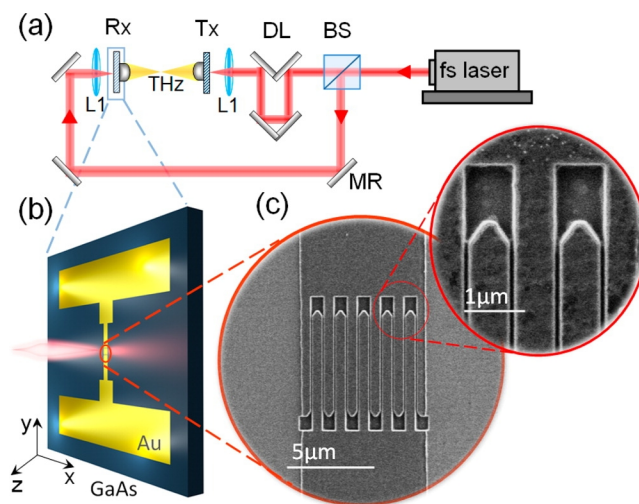 (a)
Rx
Tx
DL
BS
fs laser
THz
L1
L1
MR
(b)
(c)
1μm
5μm
Au
y
x
z
GaAs